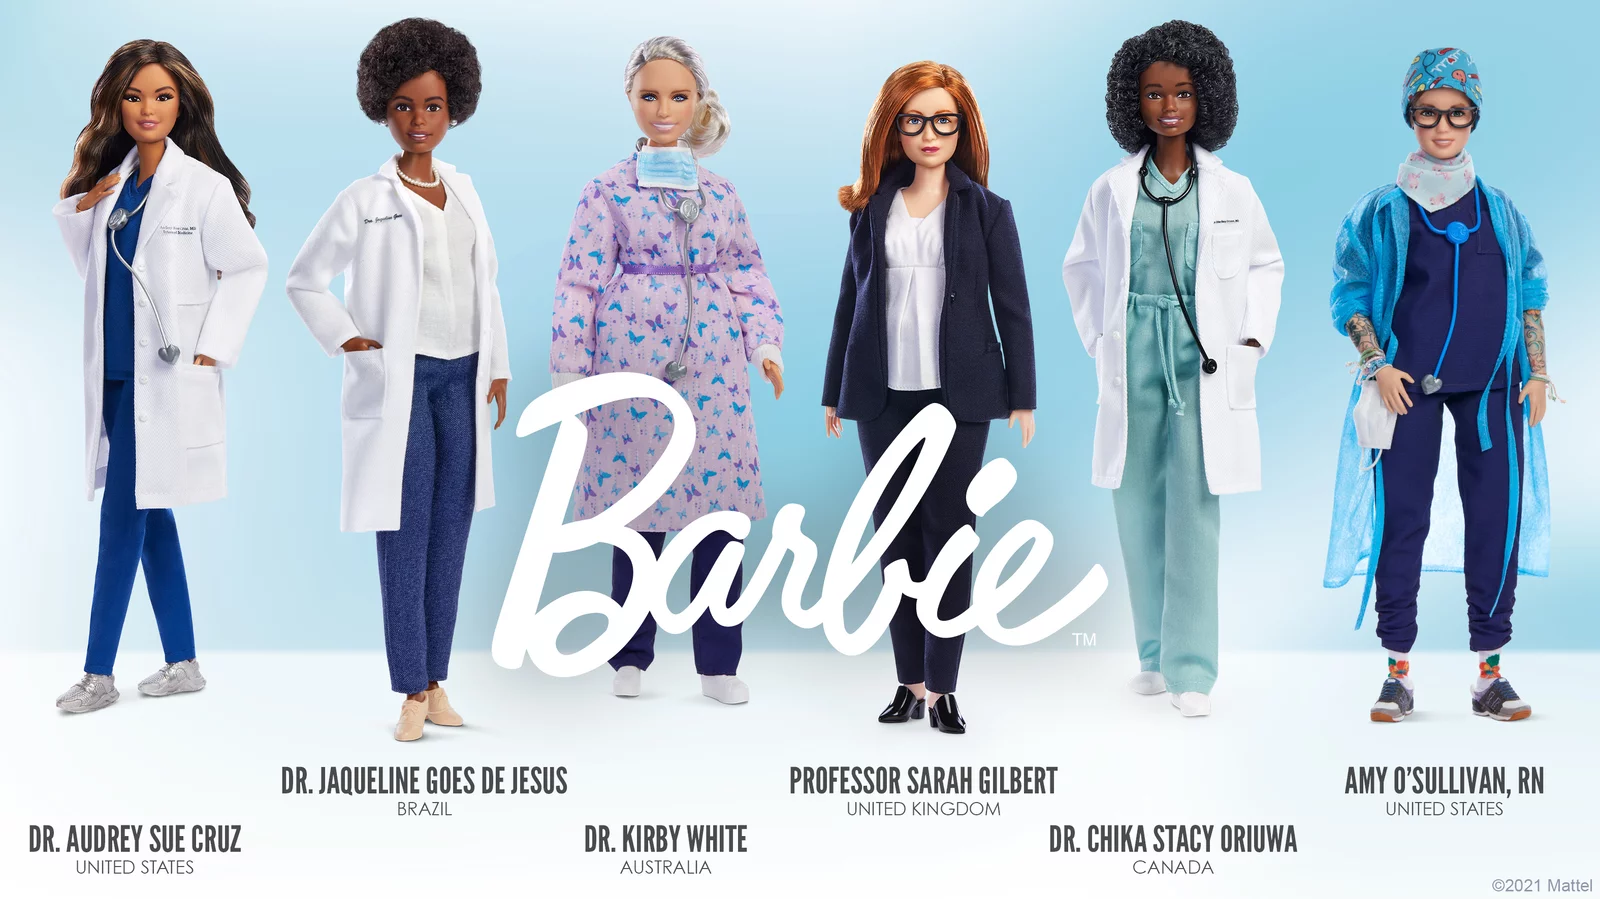 Barbie
TM
DR. JAQUELINE GOES DE JESUS
BRAZIL
PROFESSOR SARAH GILBERT
UNITED KINGDOM
AMY O'SULLIVAN, RN
UNITED STATES
DR. AUDREY SUE CRUZ
UNITED STATES
DR. KIRBY WHITE
AUSTRALIA
DR. CHIKA STACY ORIUWA
CANADA
©2021 Mattel